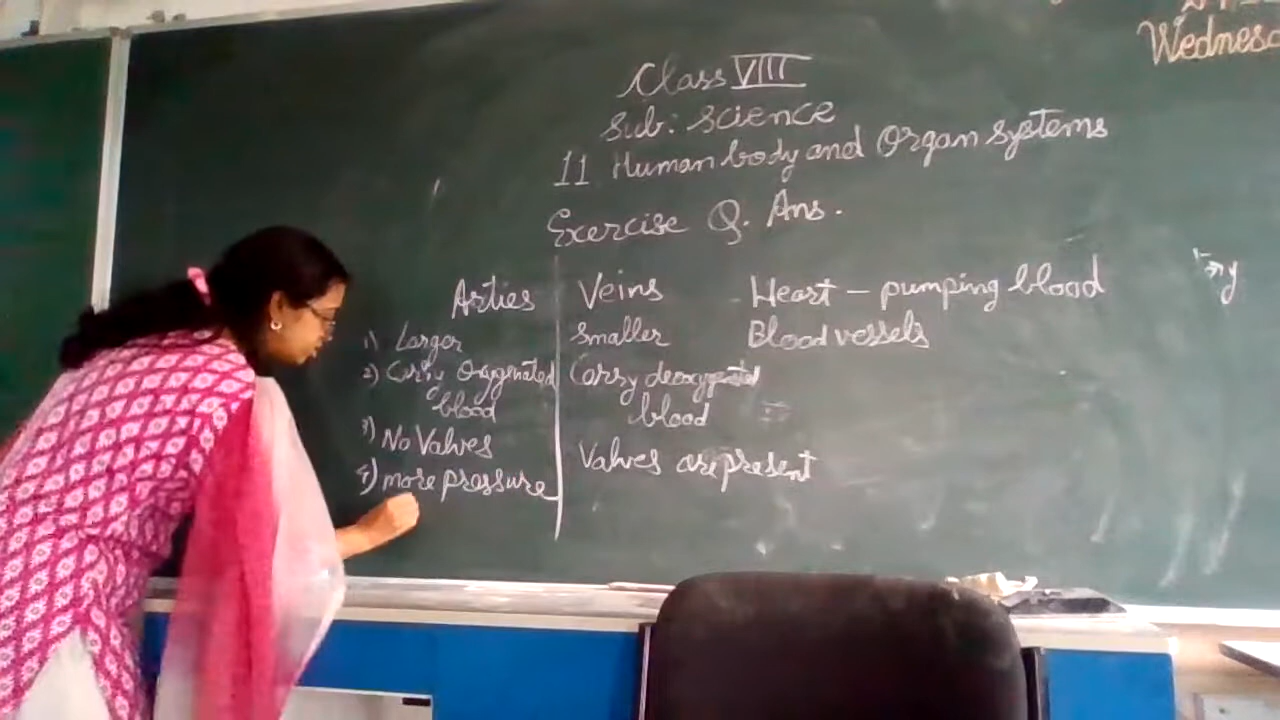 Wednesd
Class VIII
Sub: Science
11 Human body and Organ systems
Exercise Q. Ans.
Arties | Veins
1) Larger | Smaller
2) Carry Oxygenated blood | Carry deoxygenated blood
3) No Valves | Valves are present
4) more pressure
Heart - pumping blood
Blood vessels